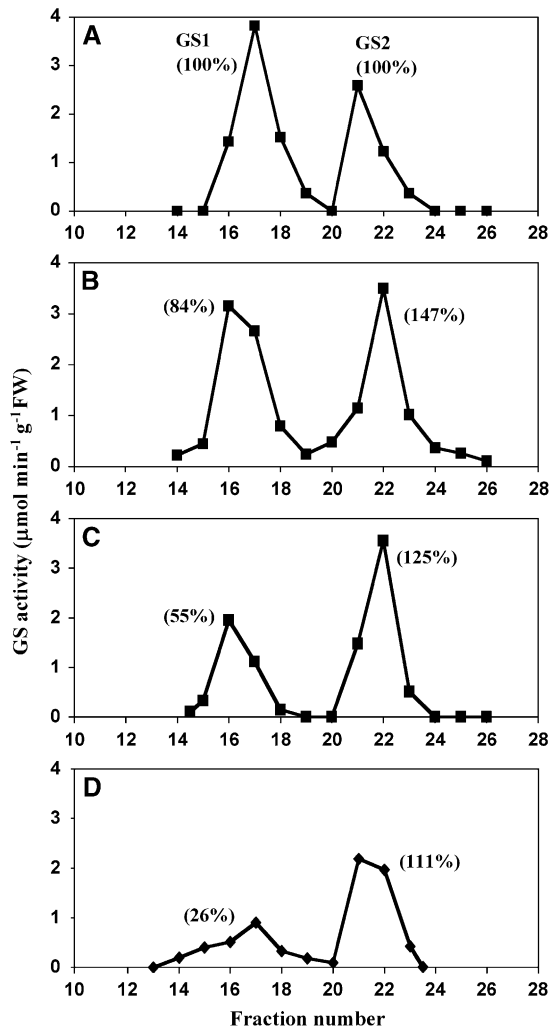 A
GS1
(100%)
GS2
(100%)
4
3
2
1
0
10 12 14 16 18 20 22 24 26 28
B
(84%)
(147%)
4
3
2
1
0
10 12 14 16 18 20 22 24 26 28
GS activity (µmol min⁻¹ g⁻¹FW)
C
(55%)
(125%)
4
3
2
1
0
10 12 14 16 18 20 22 24 26 28
D
(26%)
(111%)
4
3
2
1
0
10 12 14 16 18 20 22 24 26 28
Fraction number